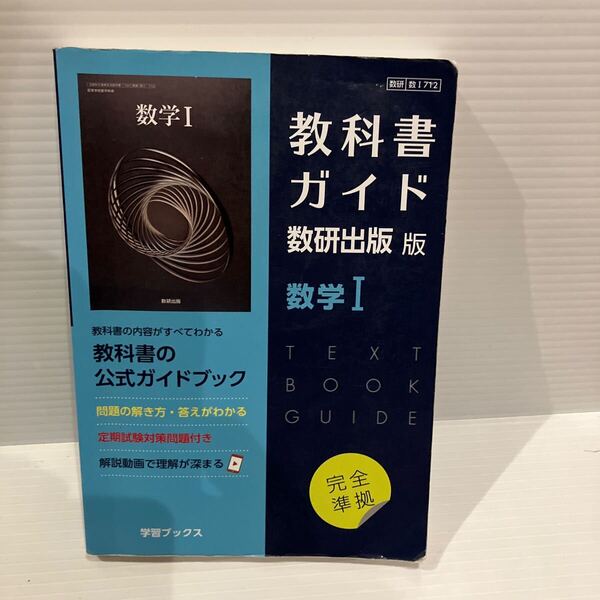 数学Ⅰ
数研出版
教科書の内容がすべてわかる
教科書の
公式ガイドブック
問題の解き方・答えがわかる
定期試験対策問題付き
解説動画で理解が深まる
学習ブックス
数研 数Ⅰ712
教科書
ガイド
数研出版 版
数学Ⅰ
TEXT
BOOK
GUIDE
完全
準拠